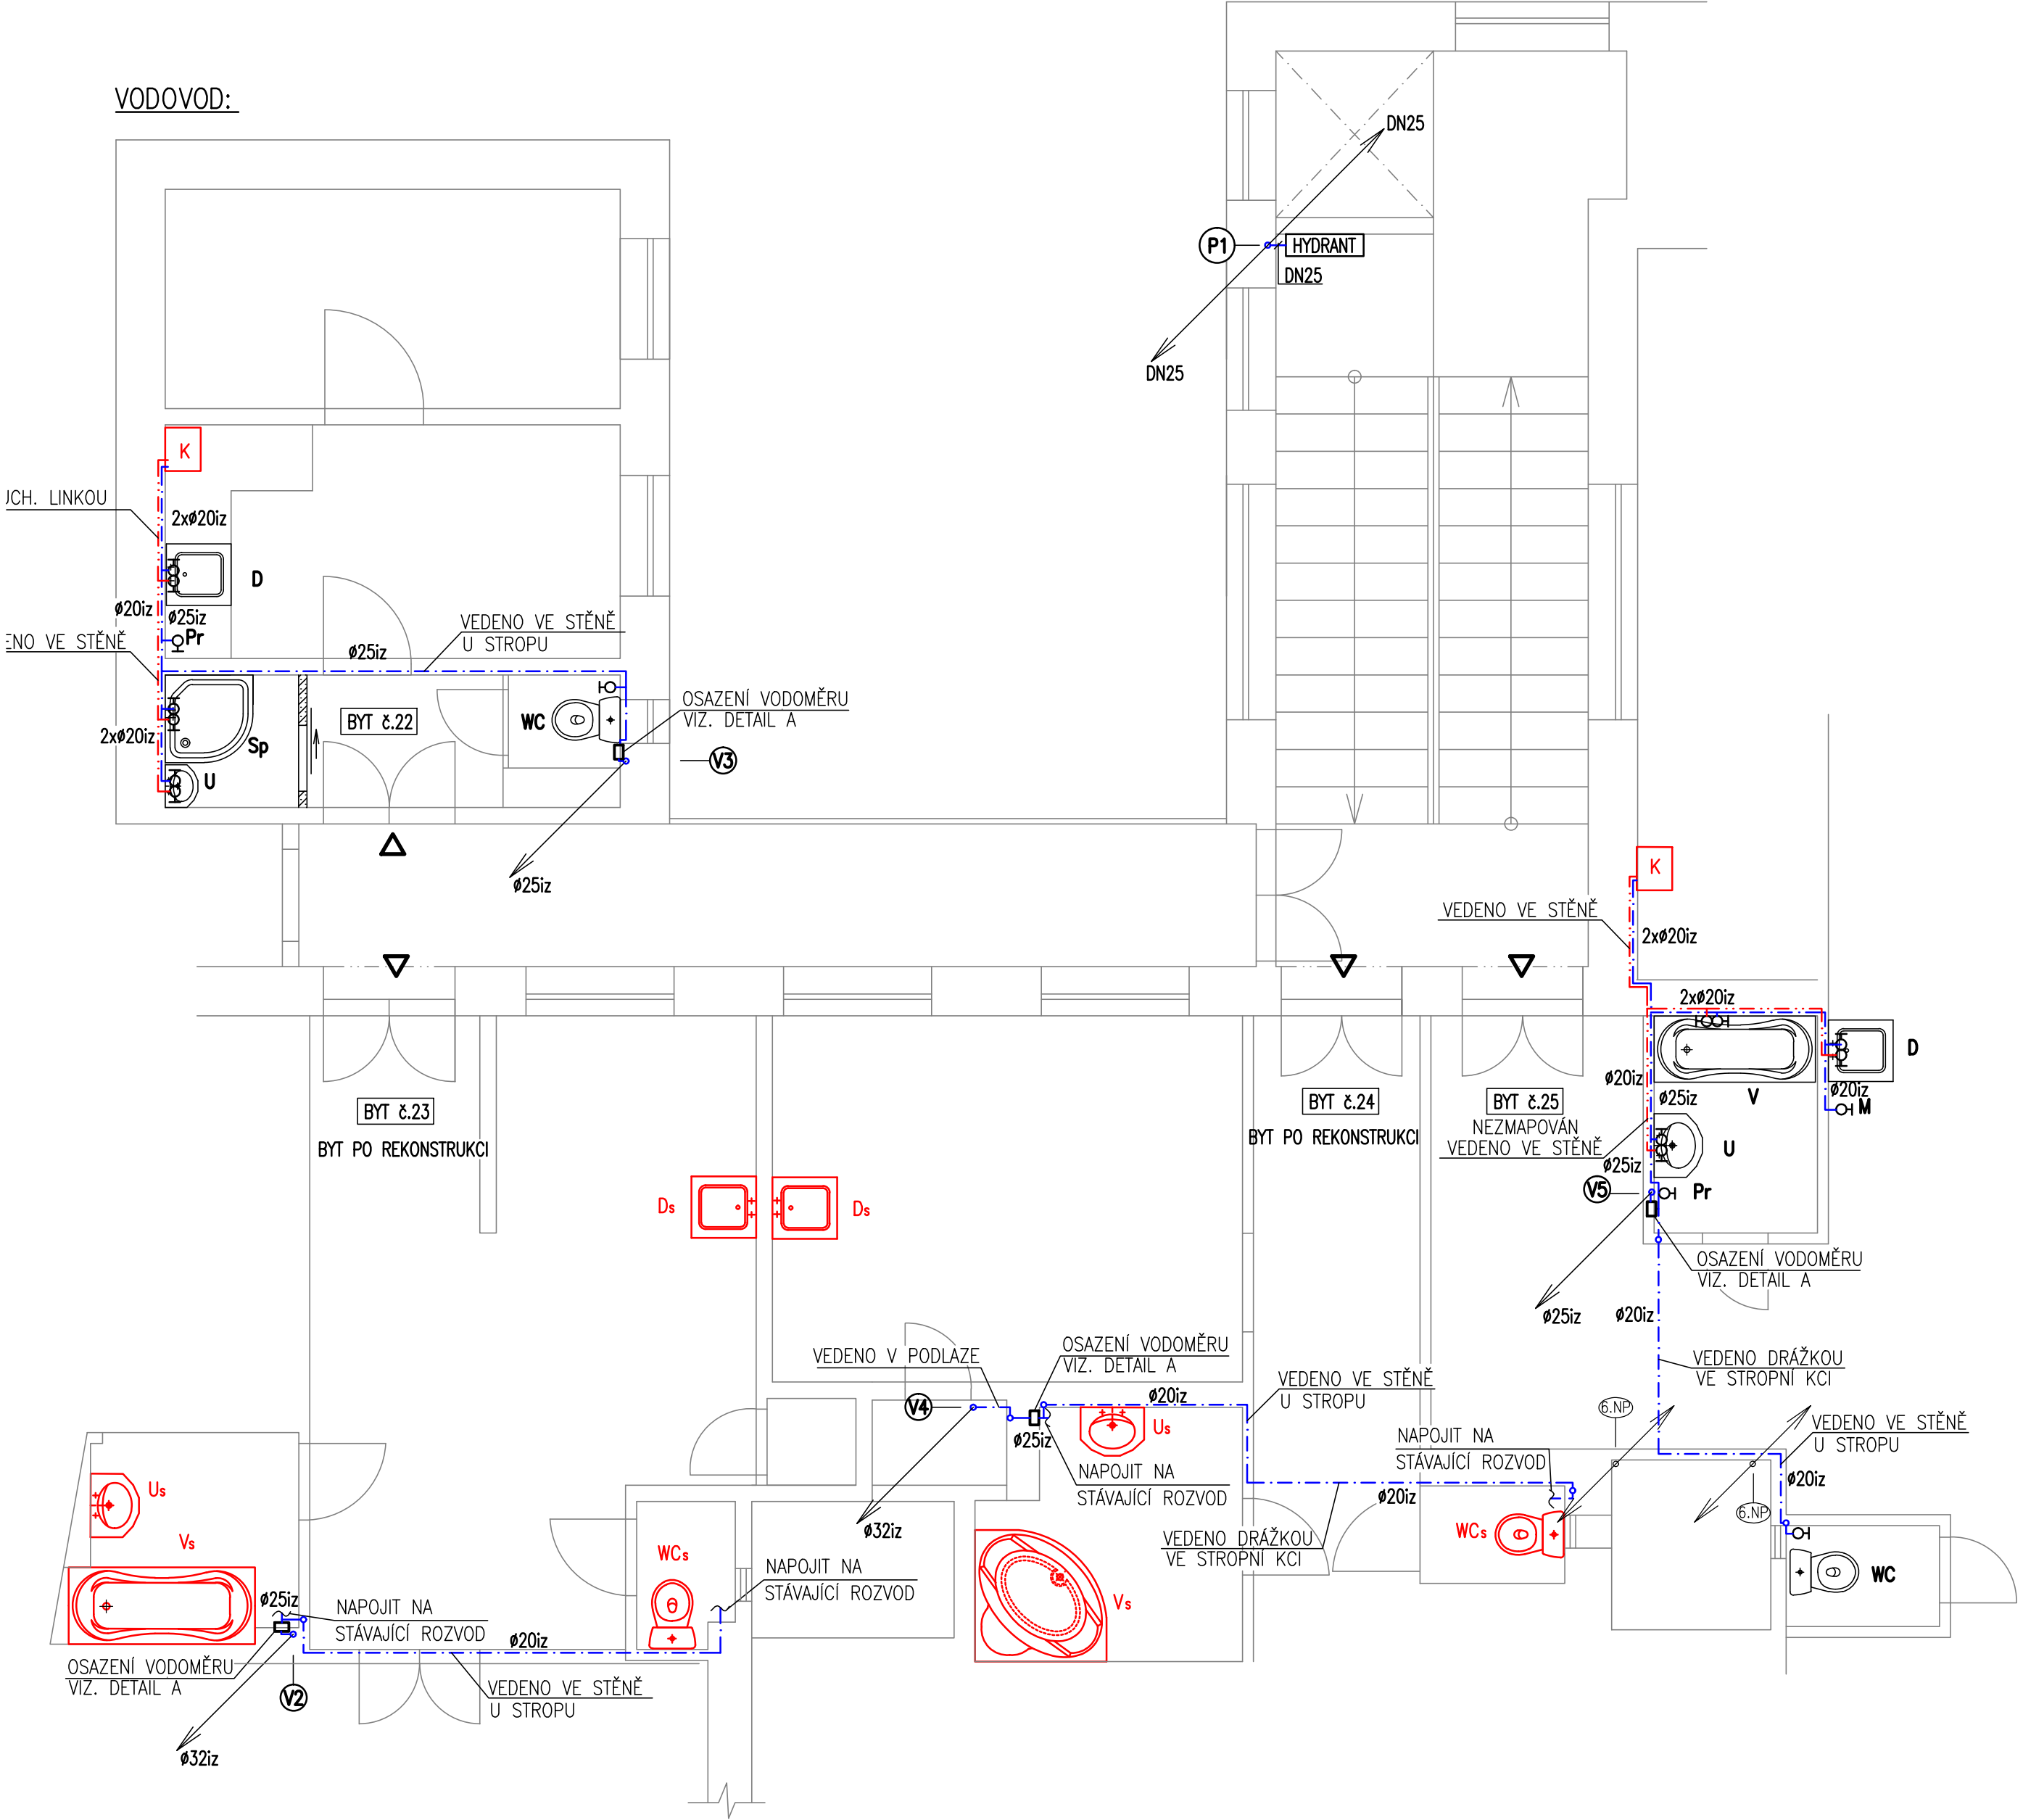 VODOVOD:
DN25
P1
HYDRANT
DN25
DN25
K
UCH. LINKOU
2xø20iz
D
ø20iz
ø25iz
Pr
ENO VE STĚNĚ
VEDENO VE STĚNĚ
U STROPU
ø25iz
OSAZENÍ VODOMĚRU
VIZ. DETAIL A
BYT č.22
WC
2xø20iz
Sp
V3
U
ø25iz
K
VEDENO VE STĚNĚ
2xø20iz
2xø20iz
D
ø20iz
ø20iz
M
ø25iz
V
BYT č.23
BYT PO REKONSTRUKCI
BYT č.24
BYT PO REKONSTRUKCI
BYT č.25
NEZMAPOVÁN
VEDENO VE STĚNĚ
U
ø25iz
V5
Pr
Ds
Ds
OSAZENÍ VODOMĚRU
VIZ. DETAIL A
ø25iz
ø20iz
VEDENO V PODLAZE
OSAZENÍ VODOMĚRU
VIZ. DETAIL A
VEDENO DRÁŽKOU
VE STROPNÍ KCI
VEDENO VE STĚNĚ
U STROPU
ø20iz
V4
6.NP
Us
ø25iz
NAPOJIT NA
STÁVAJÍCÍ ROZVOD
VEDENO VE STĚNĚ
U STROPU
NAPOJIT NA
STÁVAJÍCÍ ROZVOD
ø20iz
Us
ø20iz
6.NP
ø32iz
WCs
VEDENO DRÁŽKOU
VE STROPNÍ KCI
Vs
WCs
NAPOJIT NA
STÁVAJÍCÍ ROZVOD
WC
Vs
ø25iz
NAPOJIT NA
STÁVAJÍCÍ ROZVOD
ø20iz
OSAZENÍ VODOMĚRU
VIZ. DETAIL A
V2
VEDENO VE STĚNĚ
U STROPU
ø32iz